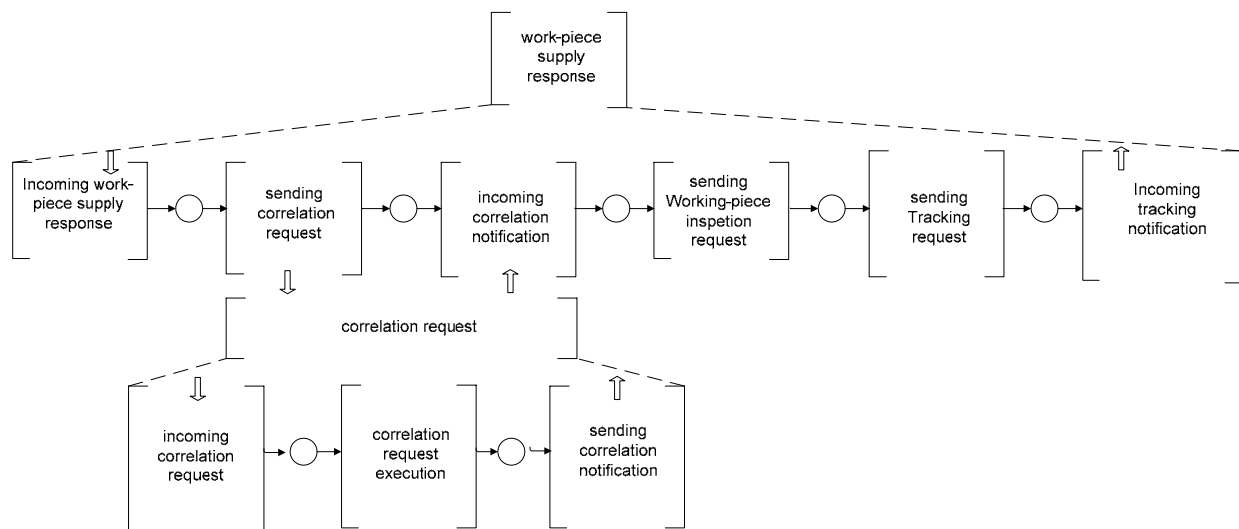 work-piece
supply
response
Incoming work-
piece supply
response
sending
correlation
request
incoming
correlation
notification
sending
Working-piece
inspetion
request
sending
Tracking
request
Incoming
tracking
notification
correlation request
incoming
correlation
request
correlation
request
execution
sending
correlation
notification